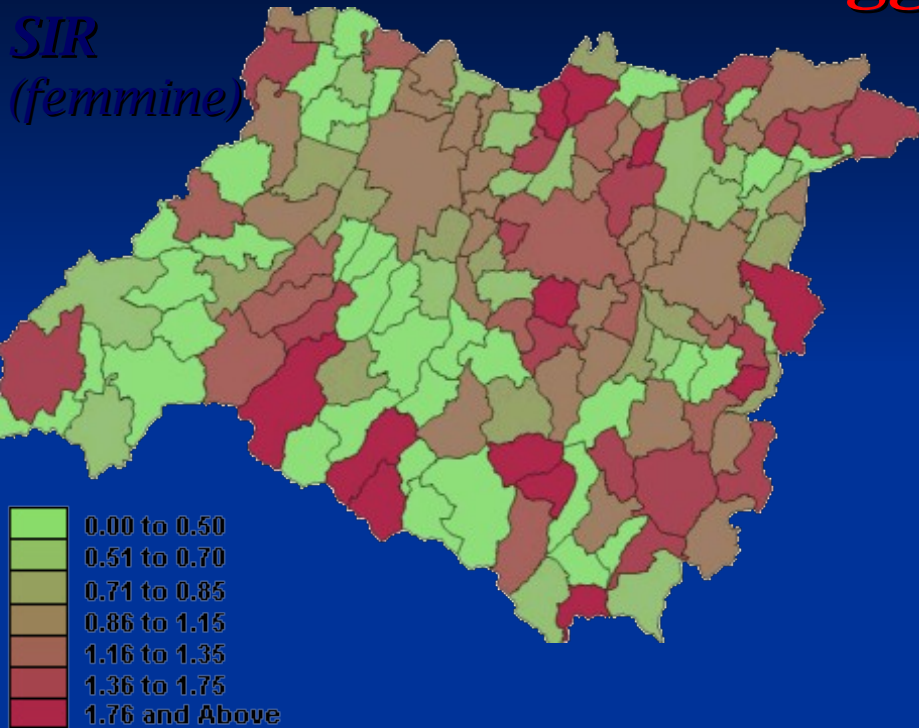 SIR
(femmine)
0.00 to 0.50
0.51 to 0.70
0.71 to 0.85
0.86 to 1.15
1.16 to 1.35
1.36 to 1.75
1.76 and Above